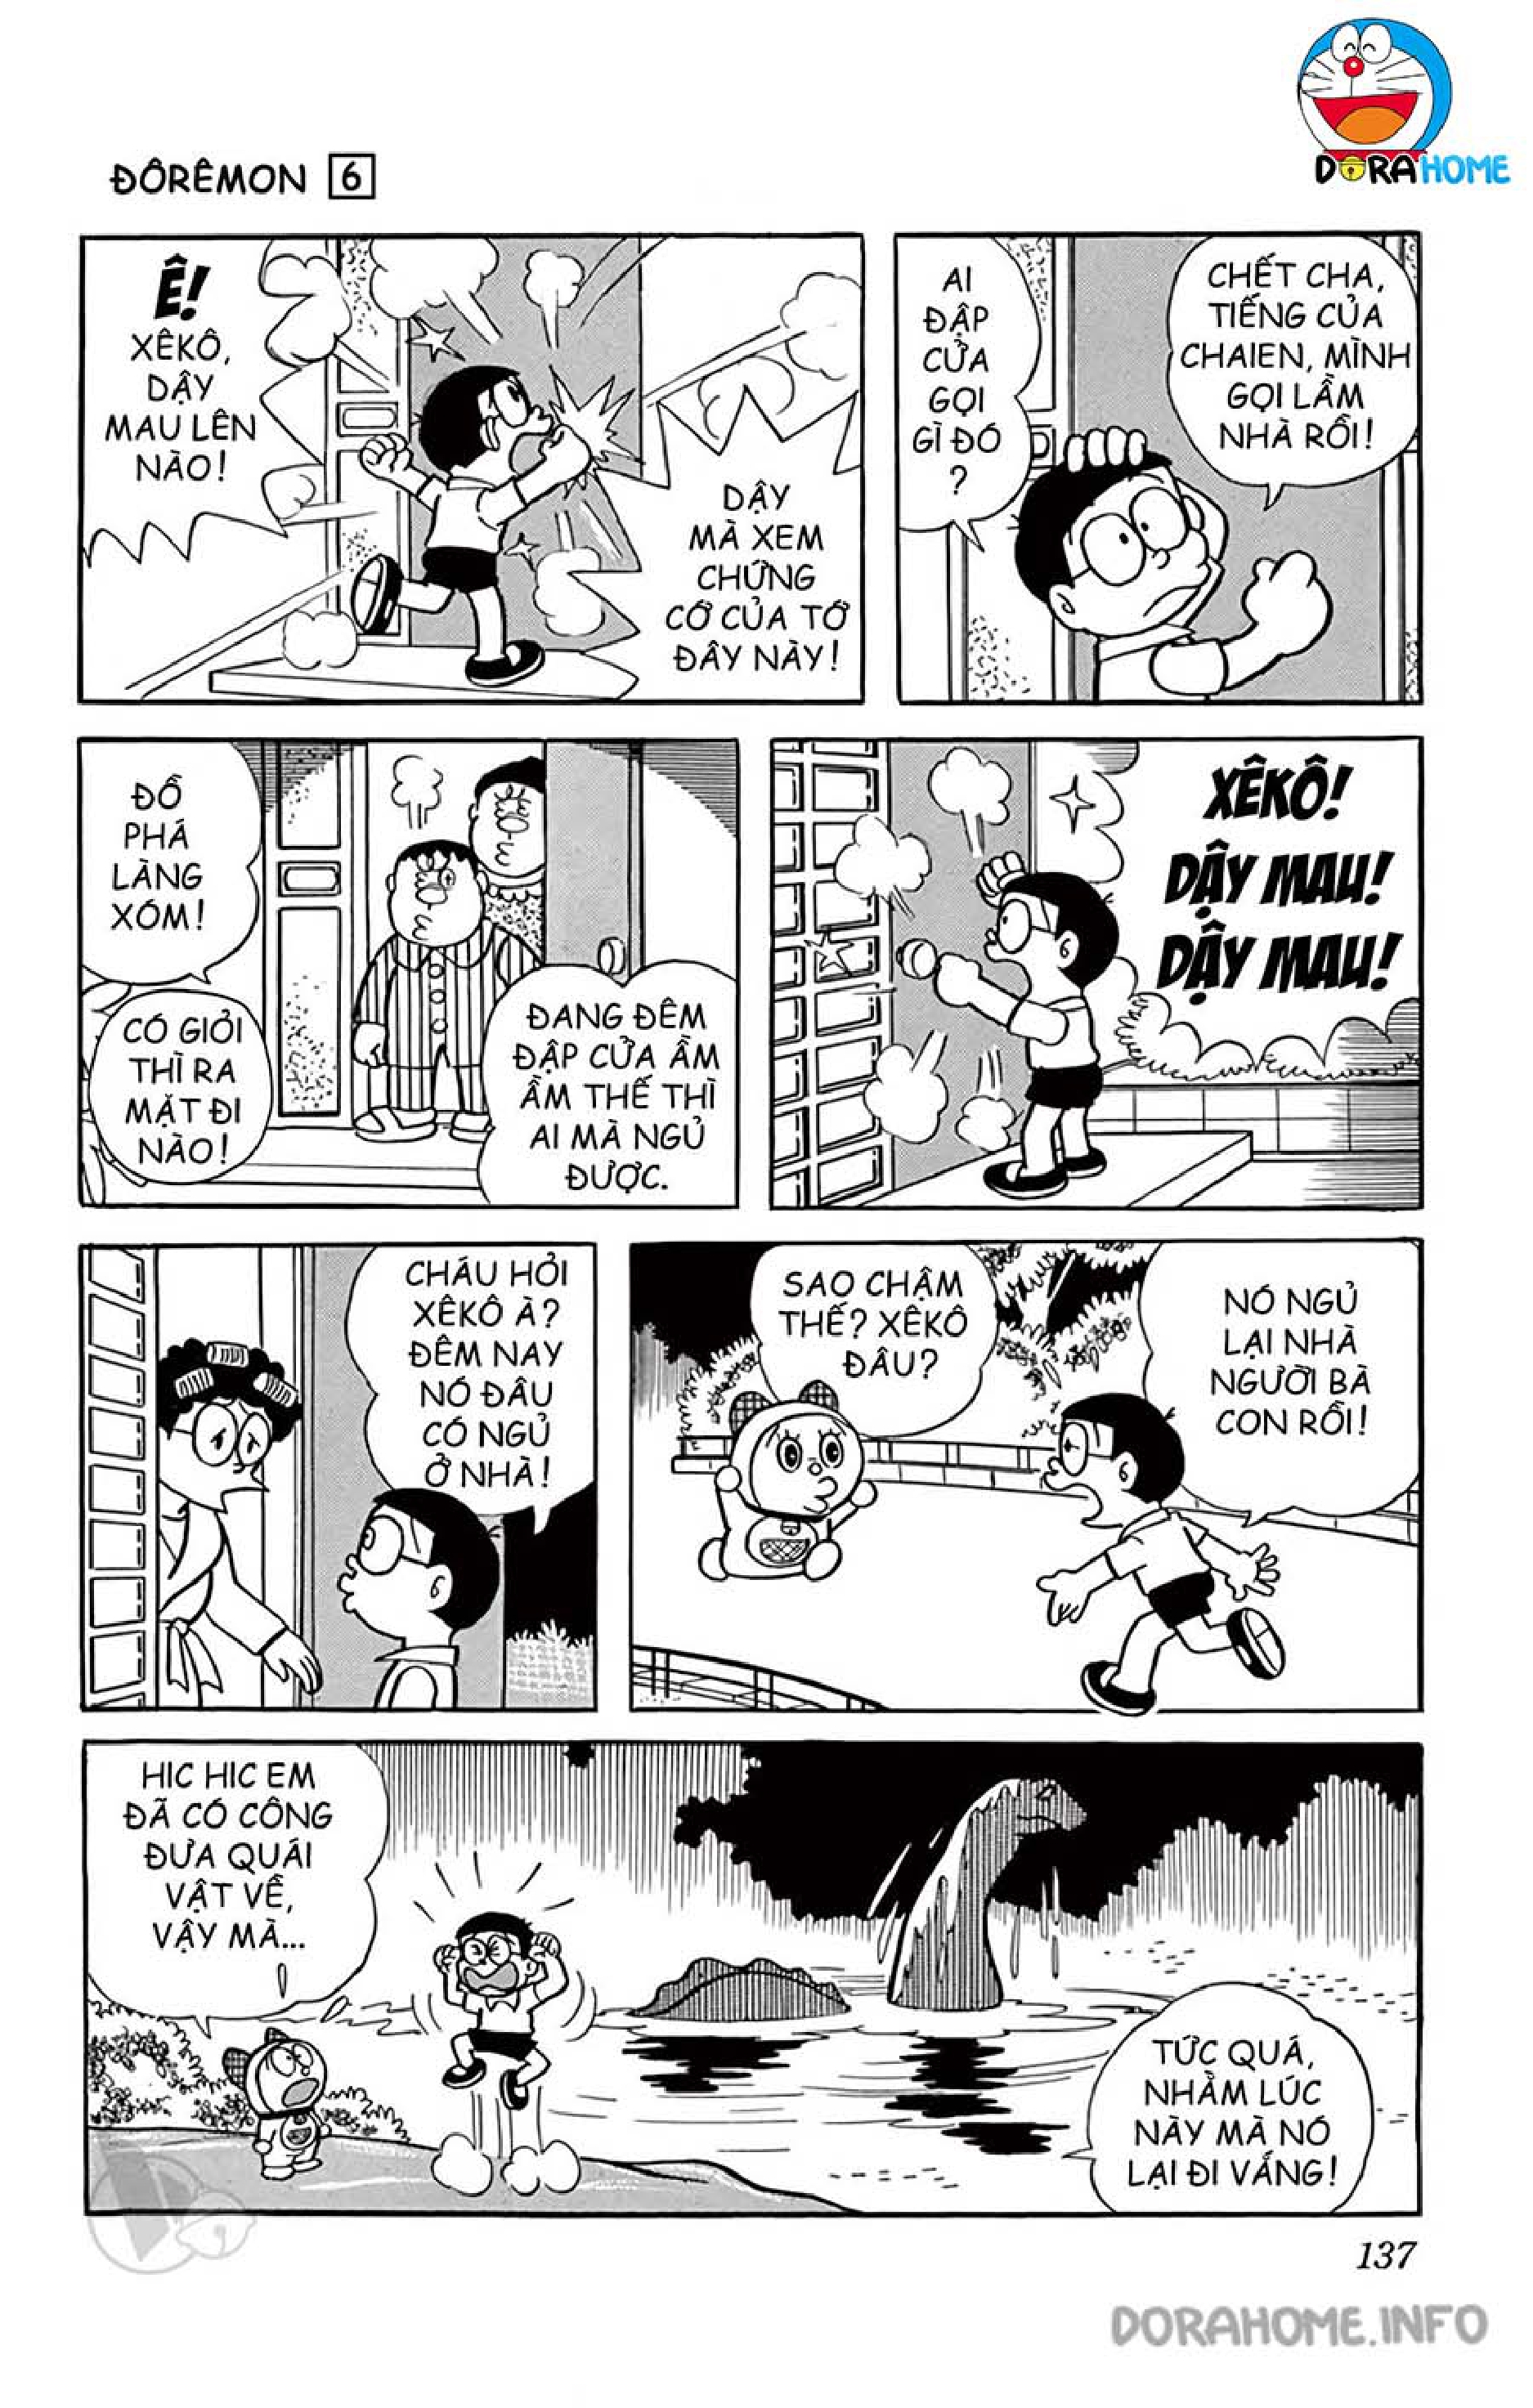 DORAHOME
ĐÔRÊMON 6
Ê!
XÊKÔ,
DẬY
MAU LÊN
NÀO!
DẬY
MÀ XEM
CHỨNG
CỚ CỦA TỚ
ĐÂY NÀY!
AI
ĐẬP
CỬA
GỌI
GÌ ĐÓ
?
CHẾT CHA,
TIẾNG CỦA
CHAIEN, MÌNH
GỌI LẦM
NHÀ RỒI!
ĐỒ
PHÁ
LÀNG
XÓM!
CÓ GIỎI
THÌ RA
MẶT ĐI
NÀO!
ĐANG ĐÊM
ĐẬP CỬA ẦM
ẦM THẾ THÌ
AI MÀ NGỦ
ĐƯỢC.
XÊKÔ!
DẬY MAU!
DẬY MAU!
CHÁU HỎI
XÊKÔ À?
ĐÊM NAY
NÓ ĐÂU
CÓ NGỦ
Ở NHÀ!
SAO CHẬM
THẾ? XÊKÔ
ĐÂU?
NÓ NGỦ
LẠI NHÀ
NGƯỜI BÀ
CON RỒI!
HIC HIC EM
ĐÃ CÓ CÔNG
ĐƯA QUÁI
VẬT VỀ,
VẬY MÀ...
TỨC QUÁ,
NHẰM LÚC
NÀY MÀ NÓ
LẠI ĐI VẮNG!
137
DORAHOME.INFO